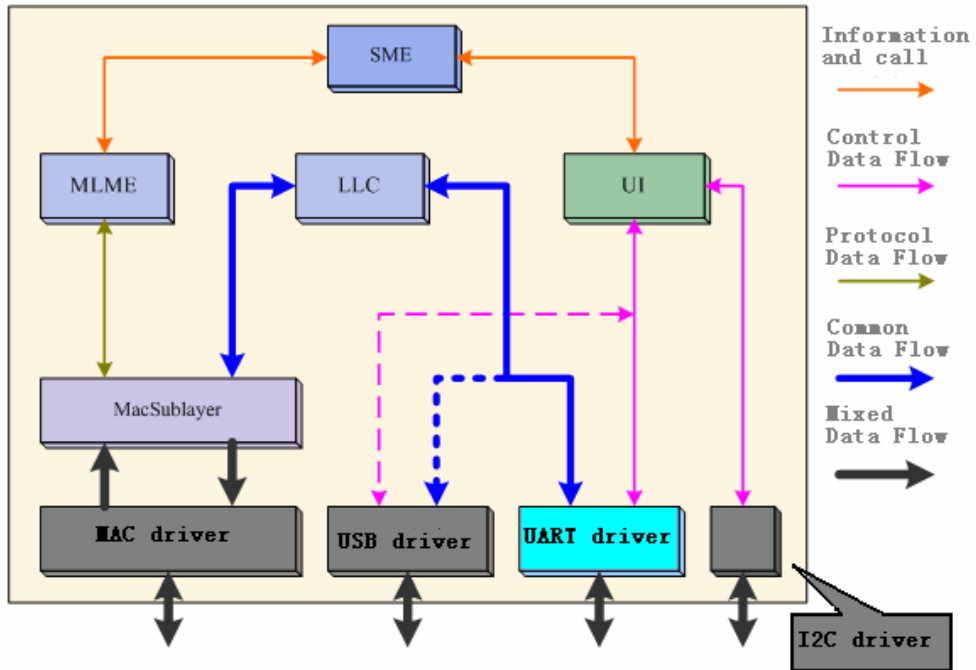 SME
Information
and call
MLME
LLC
UI
Control
Data Flow
Protocol
Data Flow
Common
Data Flow
MacSublayer
Mixed
Data Flow
MAC driver
USB driver
UART driver
I2C driver